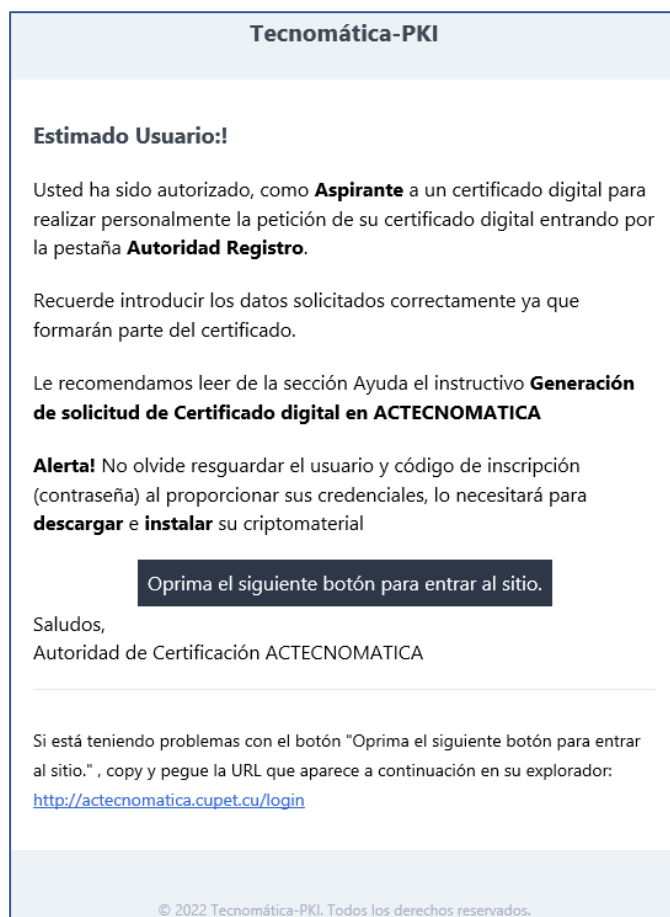 Tecnomática-PKI
Estimado Usuario:!
Usted ha sido autorizado, como Aspirante a un certificado digital para
realizar personalmente la petición de su certificado digital entrando por
la pestaña Autoridad Registro.
Recuerde introducir los datos solicitados correctamente ya que
formarán parte del certificado.
Le recomendamos leer de la sección Ayuda el instructivo Generación
de solicitud de Certificado digital en ACTECNOMATICA
Alerta! No olvide resguardar el usuario y código de inscripción
(contraseña) al proporcionar sus credenciales, lo necesitará para
descargar e instalar su criptomaterial
Oprima el siguiente botón para entrar al sitio.
Saludos,
Autoridad de Certificación ACTECNOMATICA
Si está teniendo problemas con el botón "Oprima el siguiente botón para entrar
al sitio." , copy y pegue la URL que aparece a continuación en su explorador:
http://actecnomatica.cupet.cu/login
© 2022 Tecnomática-PKI. Todos los derechos reservados.